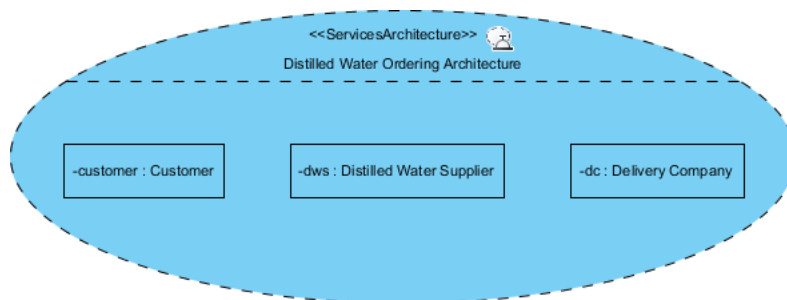 <<ServicesArchitecture>>
Distilled Water Ordering Architecture
-customer : Customer
-dws : Distilled Water Supplier
-dc : Delivery Company